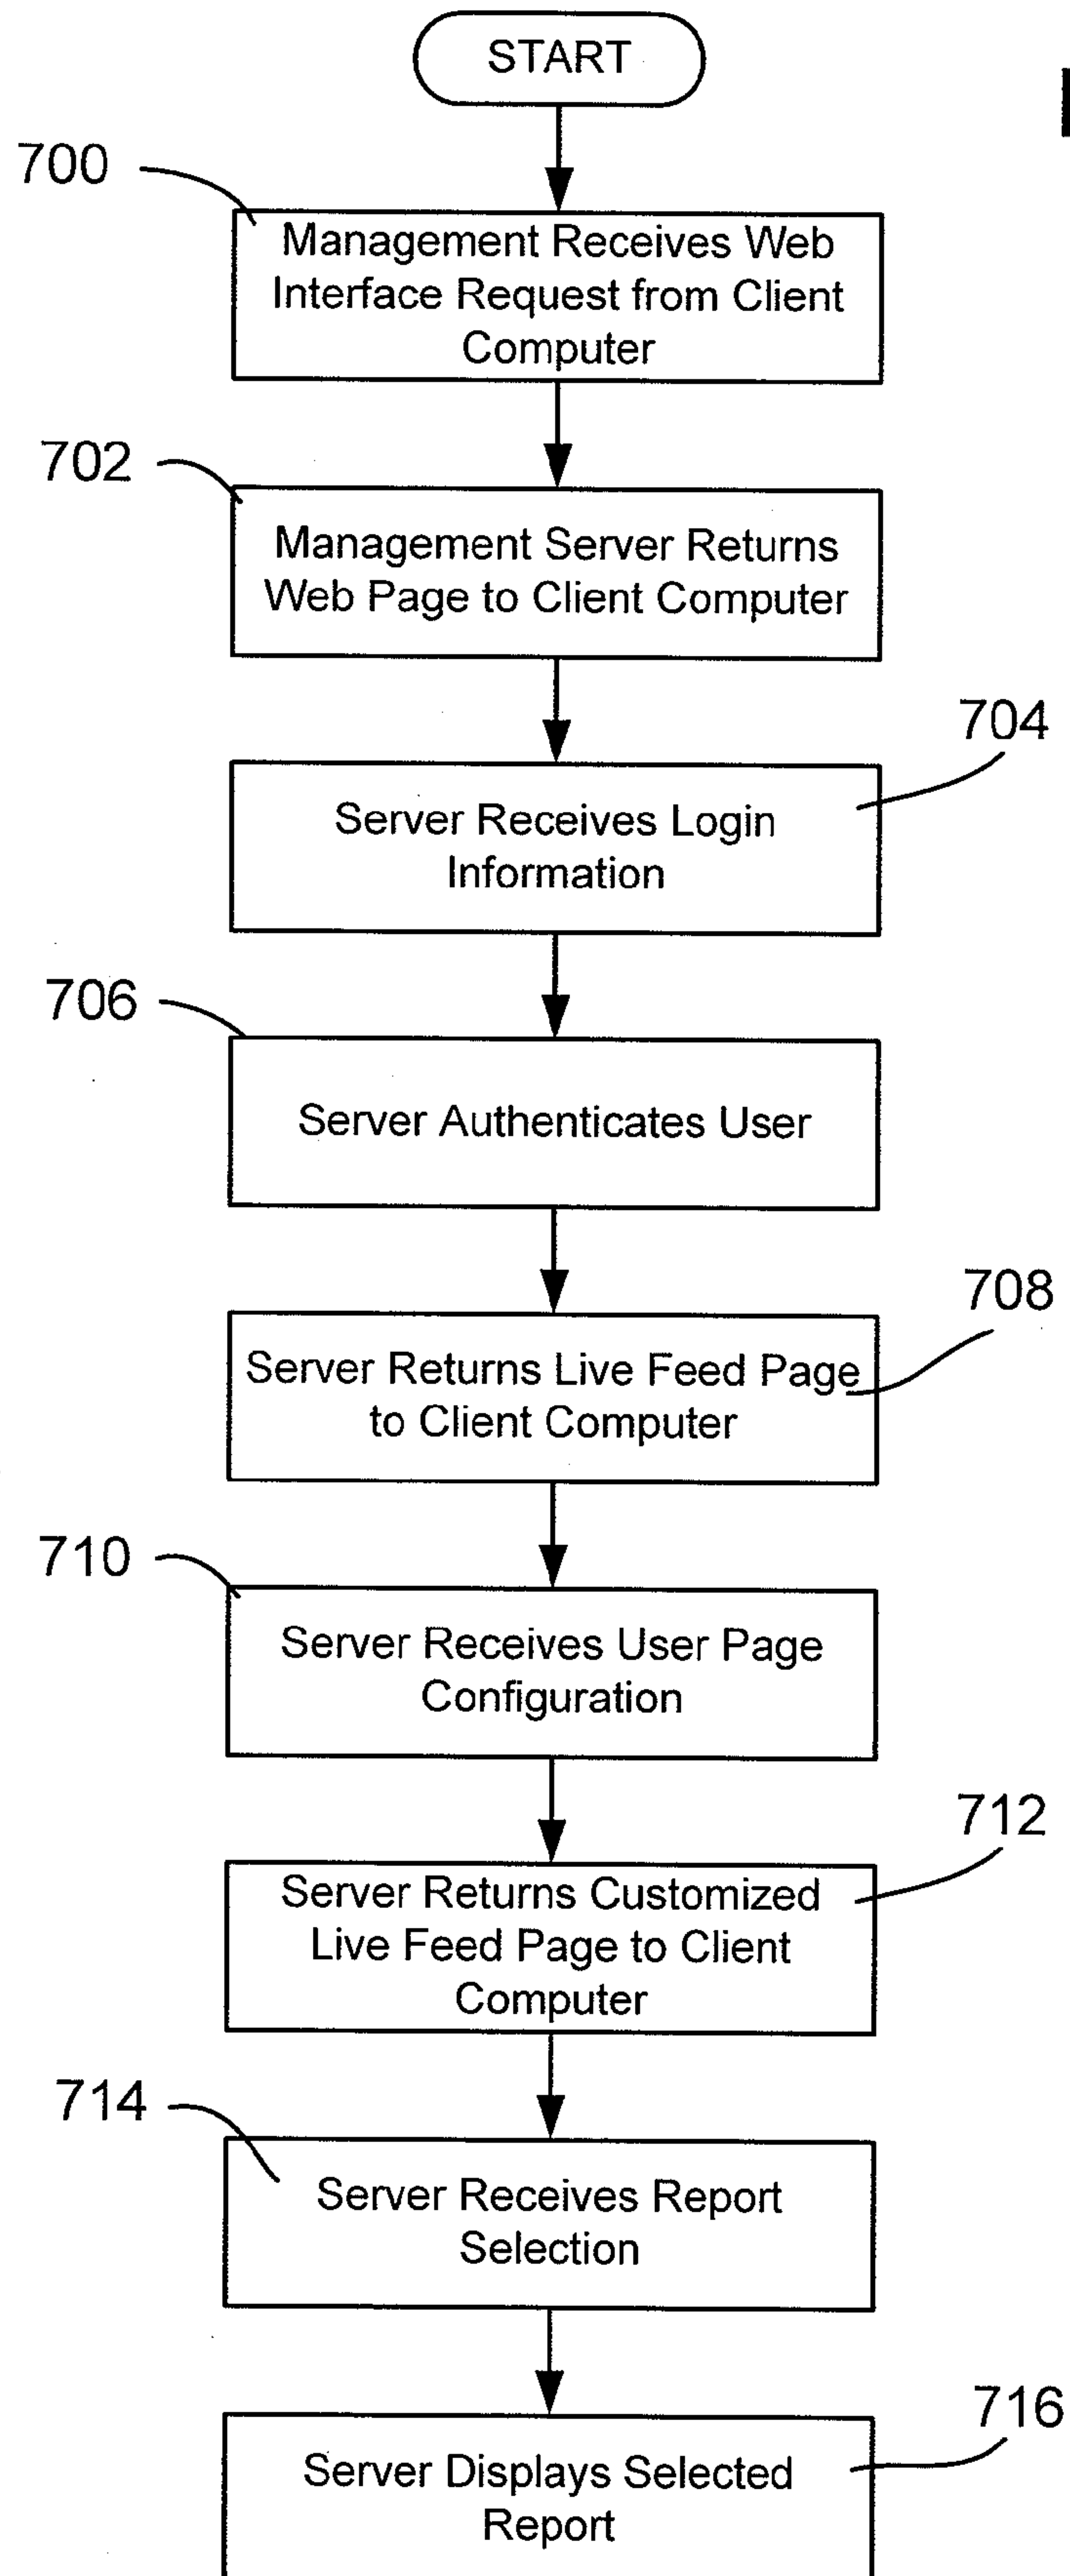 START
700
Management Receives Web
Interface Request from Client
Computer
702
Management Server Returns
Web Page to Client Computer
704
Server Receives Login
Information
706
Server Authenticates User
708
Server Returns Live Feed Page
to Client Computer
710
Server Receives User Page
Configuration
712
Server Returns Customized
Live Feed Page to Client
Computer
714
Server Receives Report
Selection
716
Server Displays Selected
Report